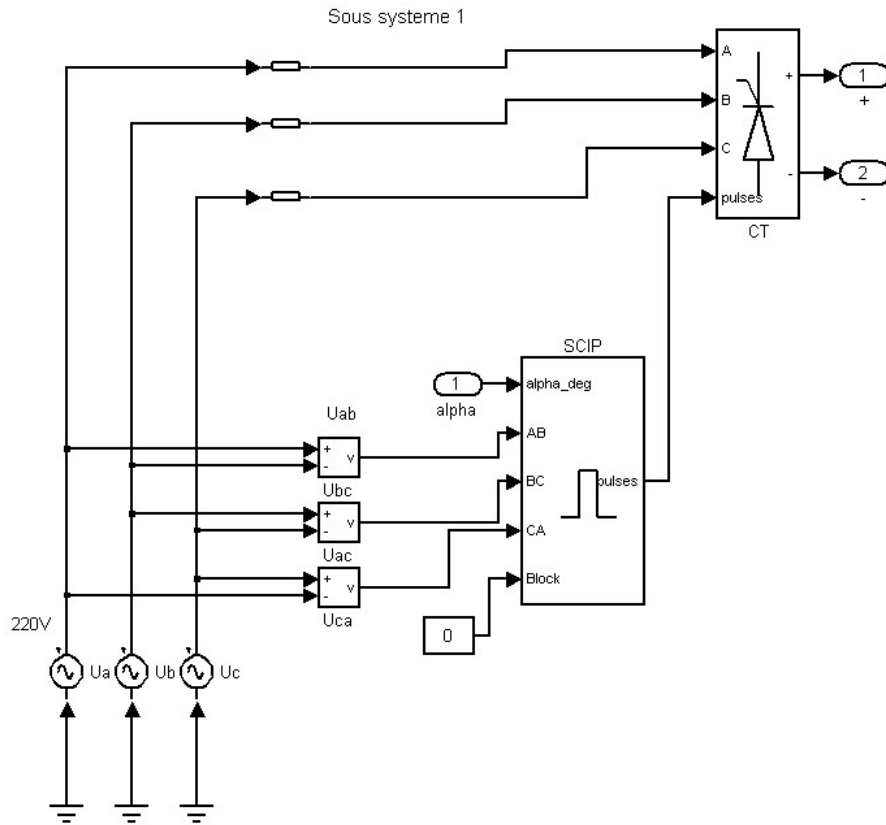 Sous systeme 1
A
B
C
pulses
+
-
CT
1
+
2
-
SCIP
alpha_deg
AB
BC
CA
Block
pulses
1
alpha
Uab
+
-
v
Ubc
+
-
v
Uac
+
-
v
Uca
0
220V
Ua
Ub
Uc